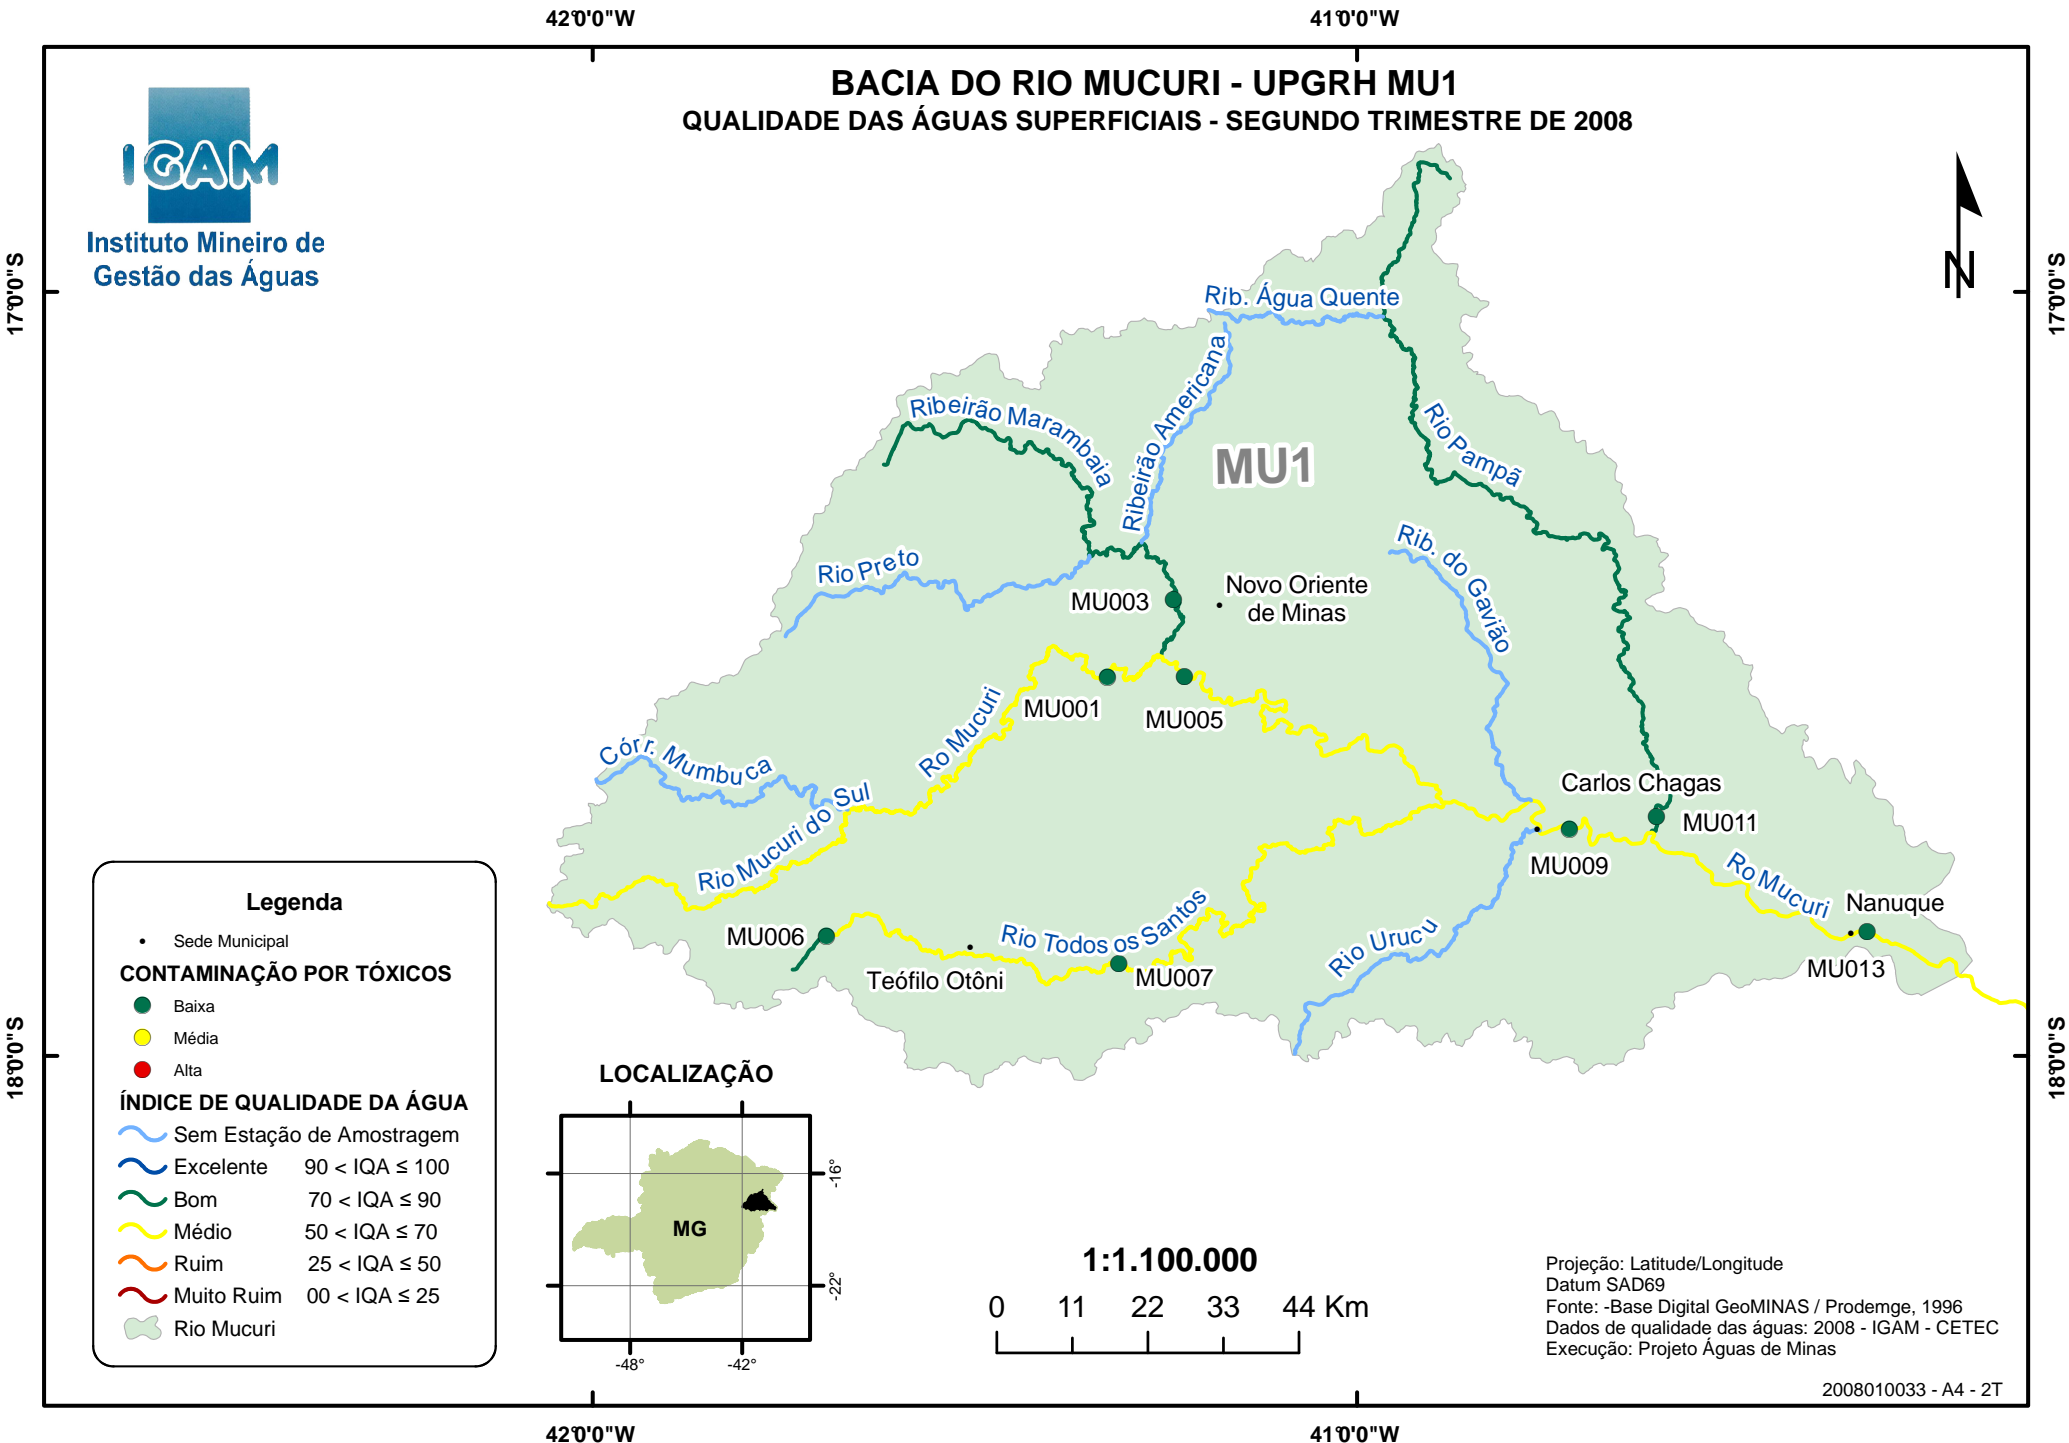 42°0'0"W
41°0'0"W
BACIA DO RIO MUCURI - UPGRH MU1
QUALIDADE DAS ÁGUAS SUPERFICIAIS - SEGUNDO TRIMESTRE DE 2008
IGAM
Instituto Mineiro de
Gestão das Águas
N
17°0'0"S
17°0'0"S
Rib. Água Quente
Ribeirão Americana
Ribeirão Marambaia
MU1
Rio Pampã
Rib. do Gavião
Rio Preto
MU003
Novo Oriente
de Minas
MU001
MU005
Ro Mucuri
Córr. Mumbuca
Rio Mucuri do Sul
Carlos Chagas
MU011
MU009
Ro Mucuri
Nanuque
MU013
MU006
Rio Todos os Santos
Teófilo Otôni
MU007
Rio Urucu
18°0'0"S
18°0'0"S
Legenda
Sede Municipal
CONTAMINAÇÃO POR TÓXICOS
Baixa
Média
Alta
ÍNDICE DE QUALIDADE DA ÁGUA
Sem Estação de Amostragem
Excelente 90 < IQA ≤ 100
Bom 70 < IQA ≤ 90
Médio 50 < IQA ≤ 70
Ruim 25 < IQA ≤ 50
Muito Ruim 00 < IQA ≤ 25
Rio Mucuri
LOCALIZAÇÃO
MG
-16°
-22°
-48°
-42°
1:1.100.000
0 11 22 33 44 Km
Projeção: Latitude/Longitude
Datum SAD69
Fonte: -Base Digital GeoMINAS / Prodemge, 1996
Dados de qualidade das águas: 2008 - IGAM - CETEC
Execução: Projeto Águas de Minas
2008010033 - A4 - 2T
42°0'0"W
41°0'0"W